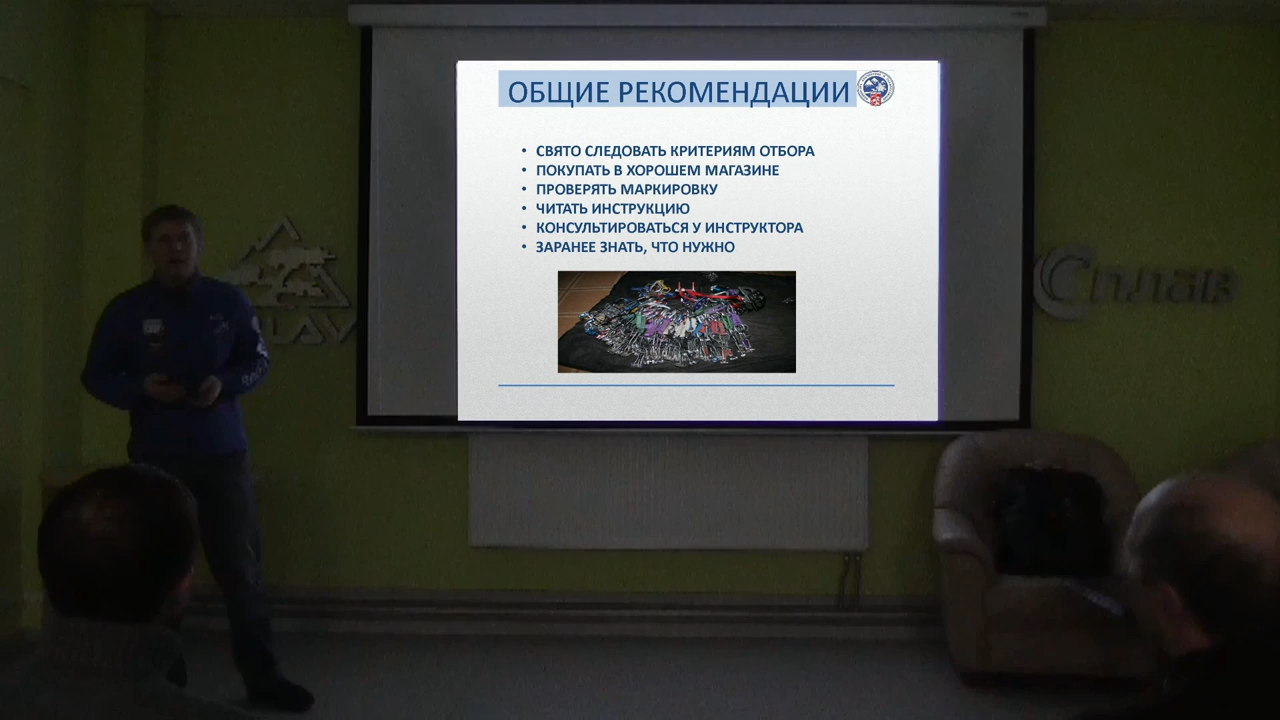 ОБЩИЕ РЕКОМЕНДАЦИИ
• СВЯТО СЛЕДОВАТЬ КРИТЕРИЯМ ОТБОРА
• ПОКУПАТЬ В ХОРОШЕМ МАГАЗИНЕ
• ПРОВЕРЯТЬ МАРКИРОВКУ
• ЧИТАТЬ ИНСТРУКЦИЮ
• КОНСУЛЬТИРОВАТЬСЯ У ИНСТРУКТОРА
• ЗАРАНЕЕ ЗНАТЬ, ЧТО НУЖНО
Сплав